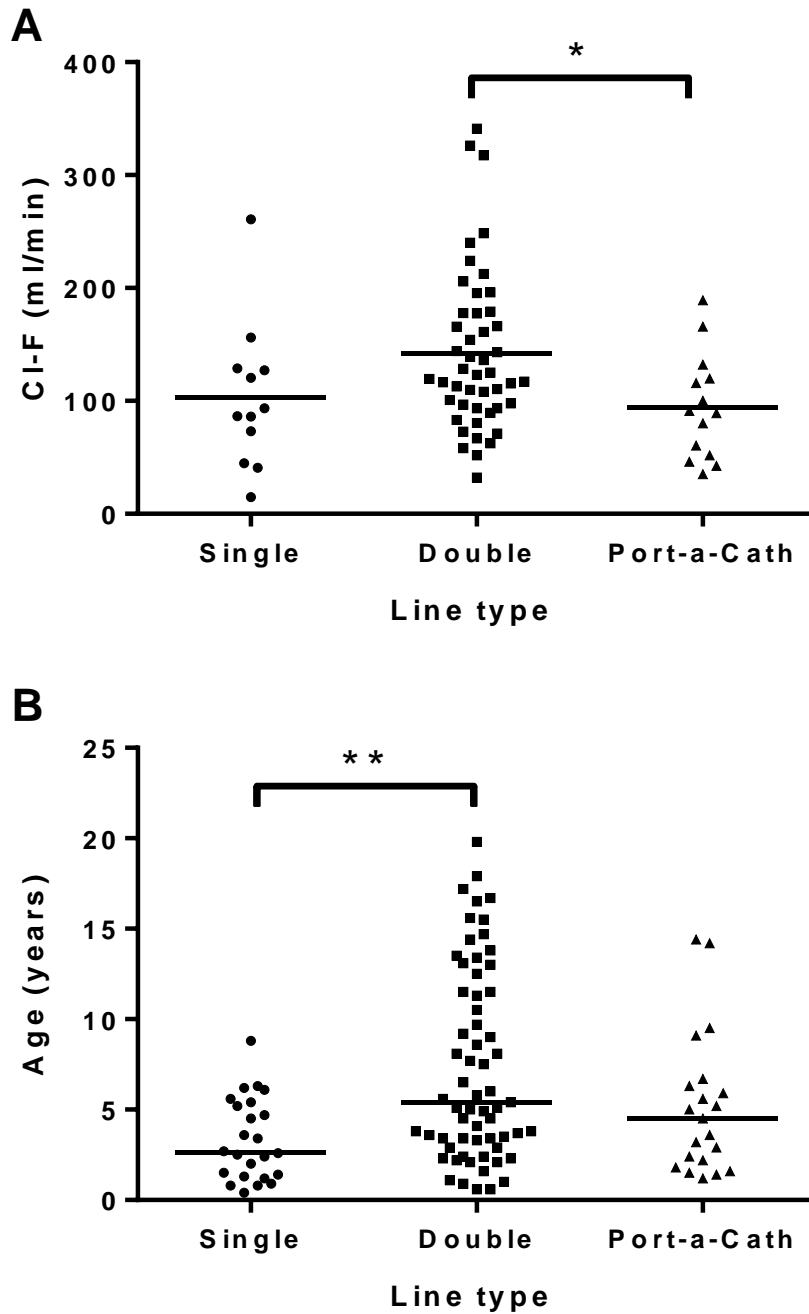 A
400
300
200
100
0
Cl-F (ml/min)
*
Single Double Port-a-Cath
Line type
B
25
20
15
10
5
0
Age (years)
**
Single Double Port-a-Cath
Line type